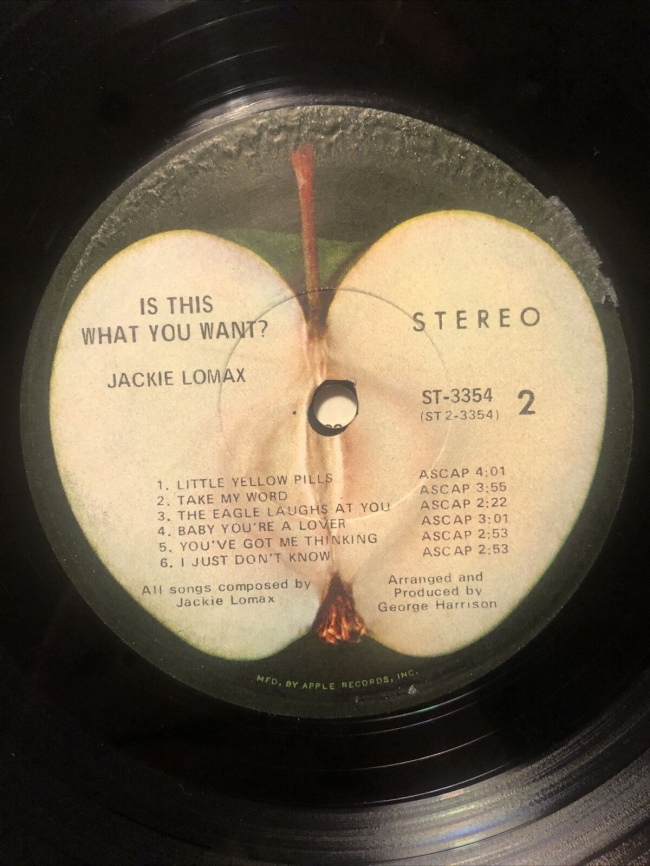 IS THIS
WHAT YOU WANT?
JACKIE LOMAX
STEREO
ST-3354
(ST 2-3354)
2
1. LITTLE YELLOW PILLS ASCAP 4:01
2. TAKE MY WORD ASCAP 3:55
3. THE EAGLE LAUGHS AT YOU ASCAP 2:22
4. BABY YOU'RE A LOVER ASCAP 3:01
5. YOU'VE GOT ME THINKING ASCAP 2:53
6. I JUST DON'T KNOW ASCAP 2:53
All songs composed by
Jackie Lomax
Arranged and
Produced by
George Harrison
MFD. BY APPLE RECORDS, INC.